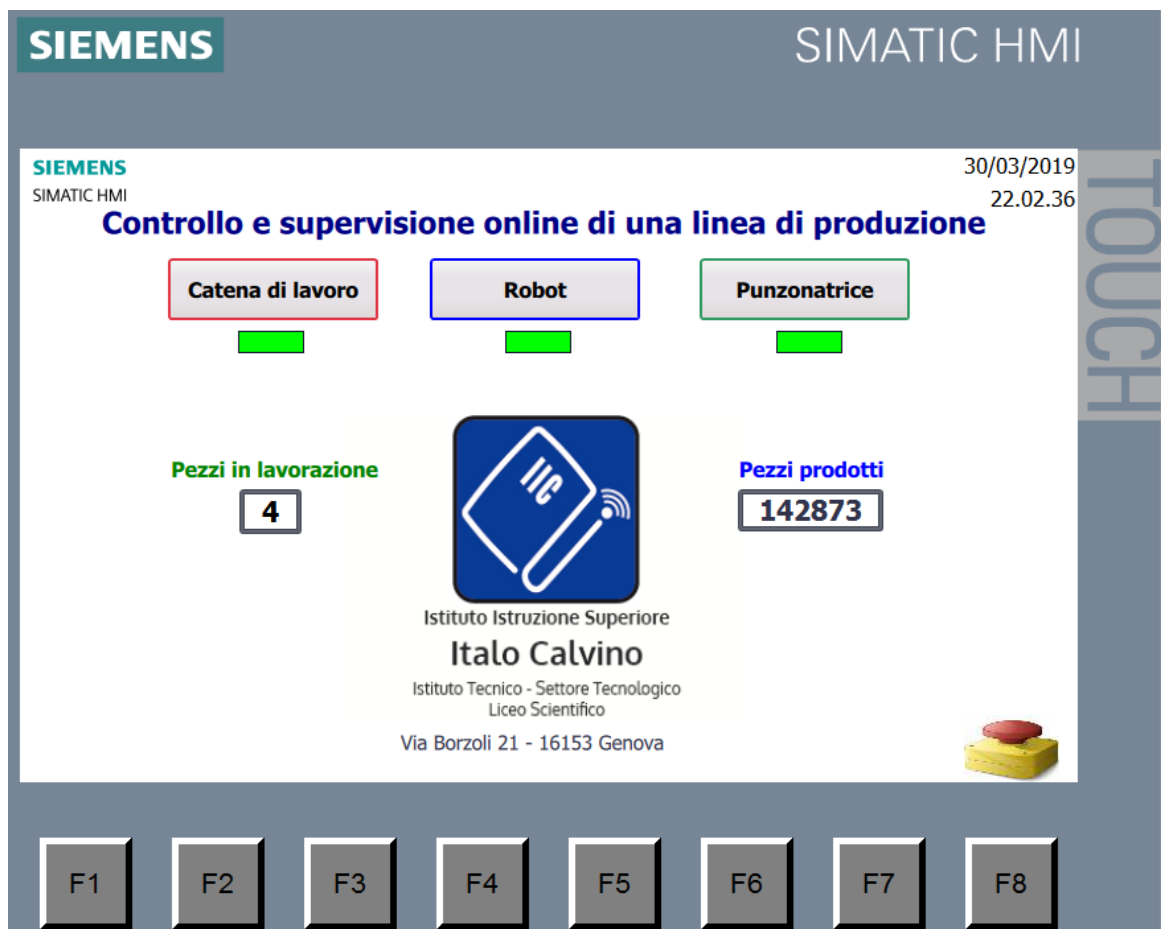 SIEMENS
SIMATIC HMI
TOUCH
SIEMENS
SIMATIC HMI
30/03/2019
22.02.36
Controllo e supervisione online di una linea di produzione
Catena di lavoro
Robot
Punzonatrice
Pezzi in lavorazione
4
Pezzi prodotti
142873
IIC
Istituto Istruzione Superiore
Italo Calvino
Istituto Tecnico - Settore Tecnologico
Liceo Scientifico
Via Borzoli 21 - 16153 Genova
F1
F2
F3
F4
F5
F6
F7
F8